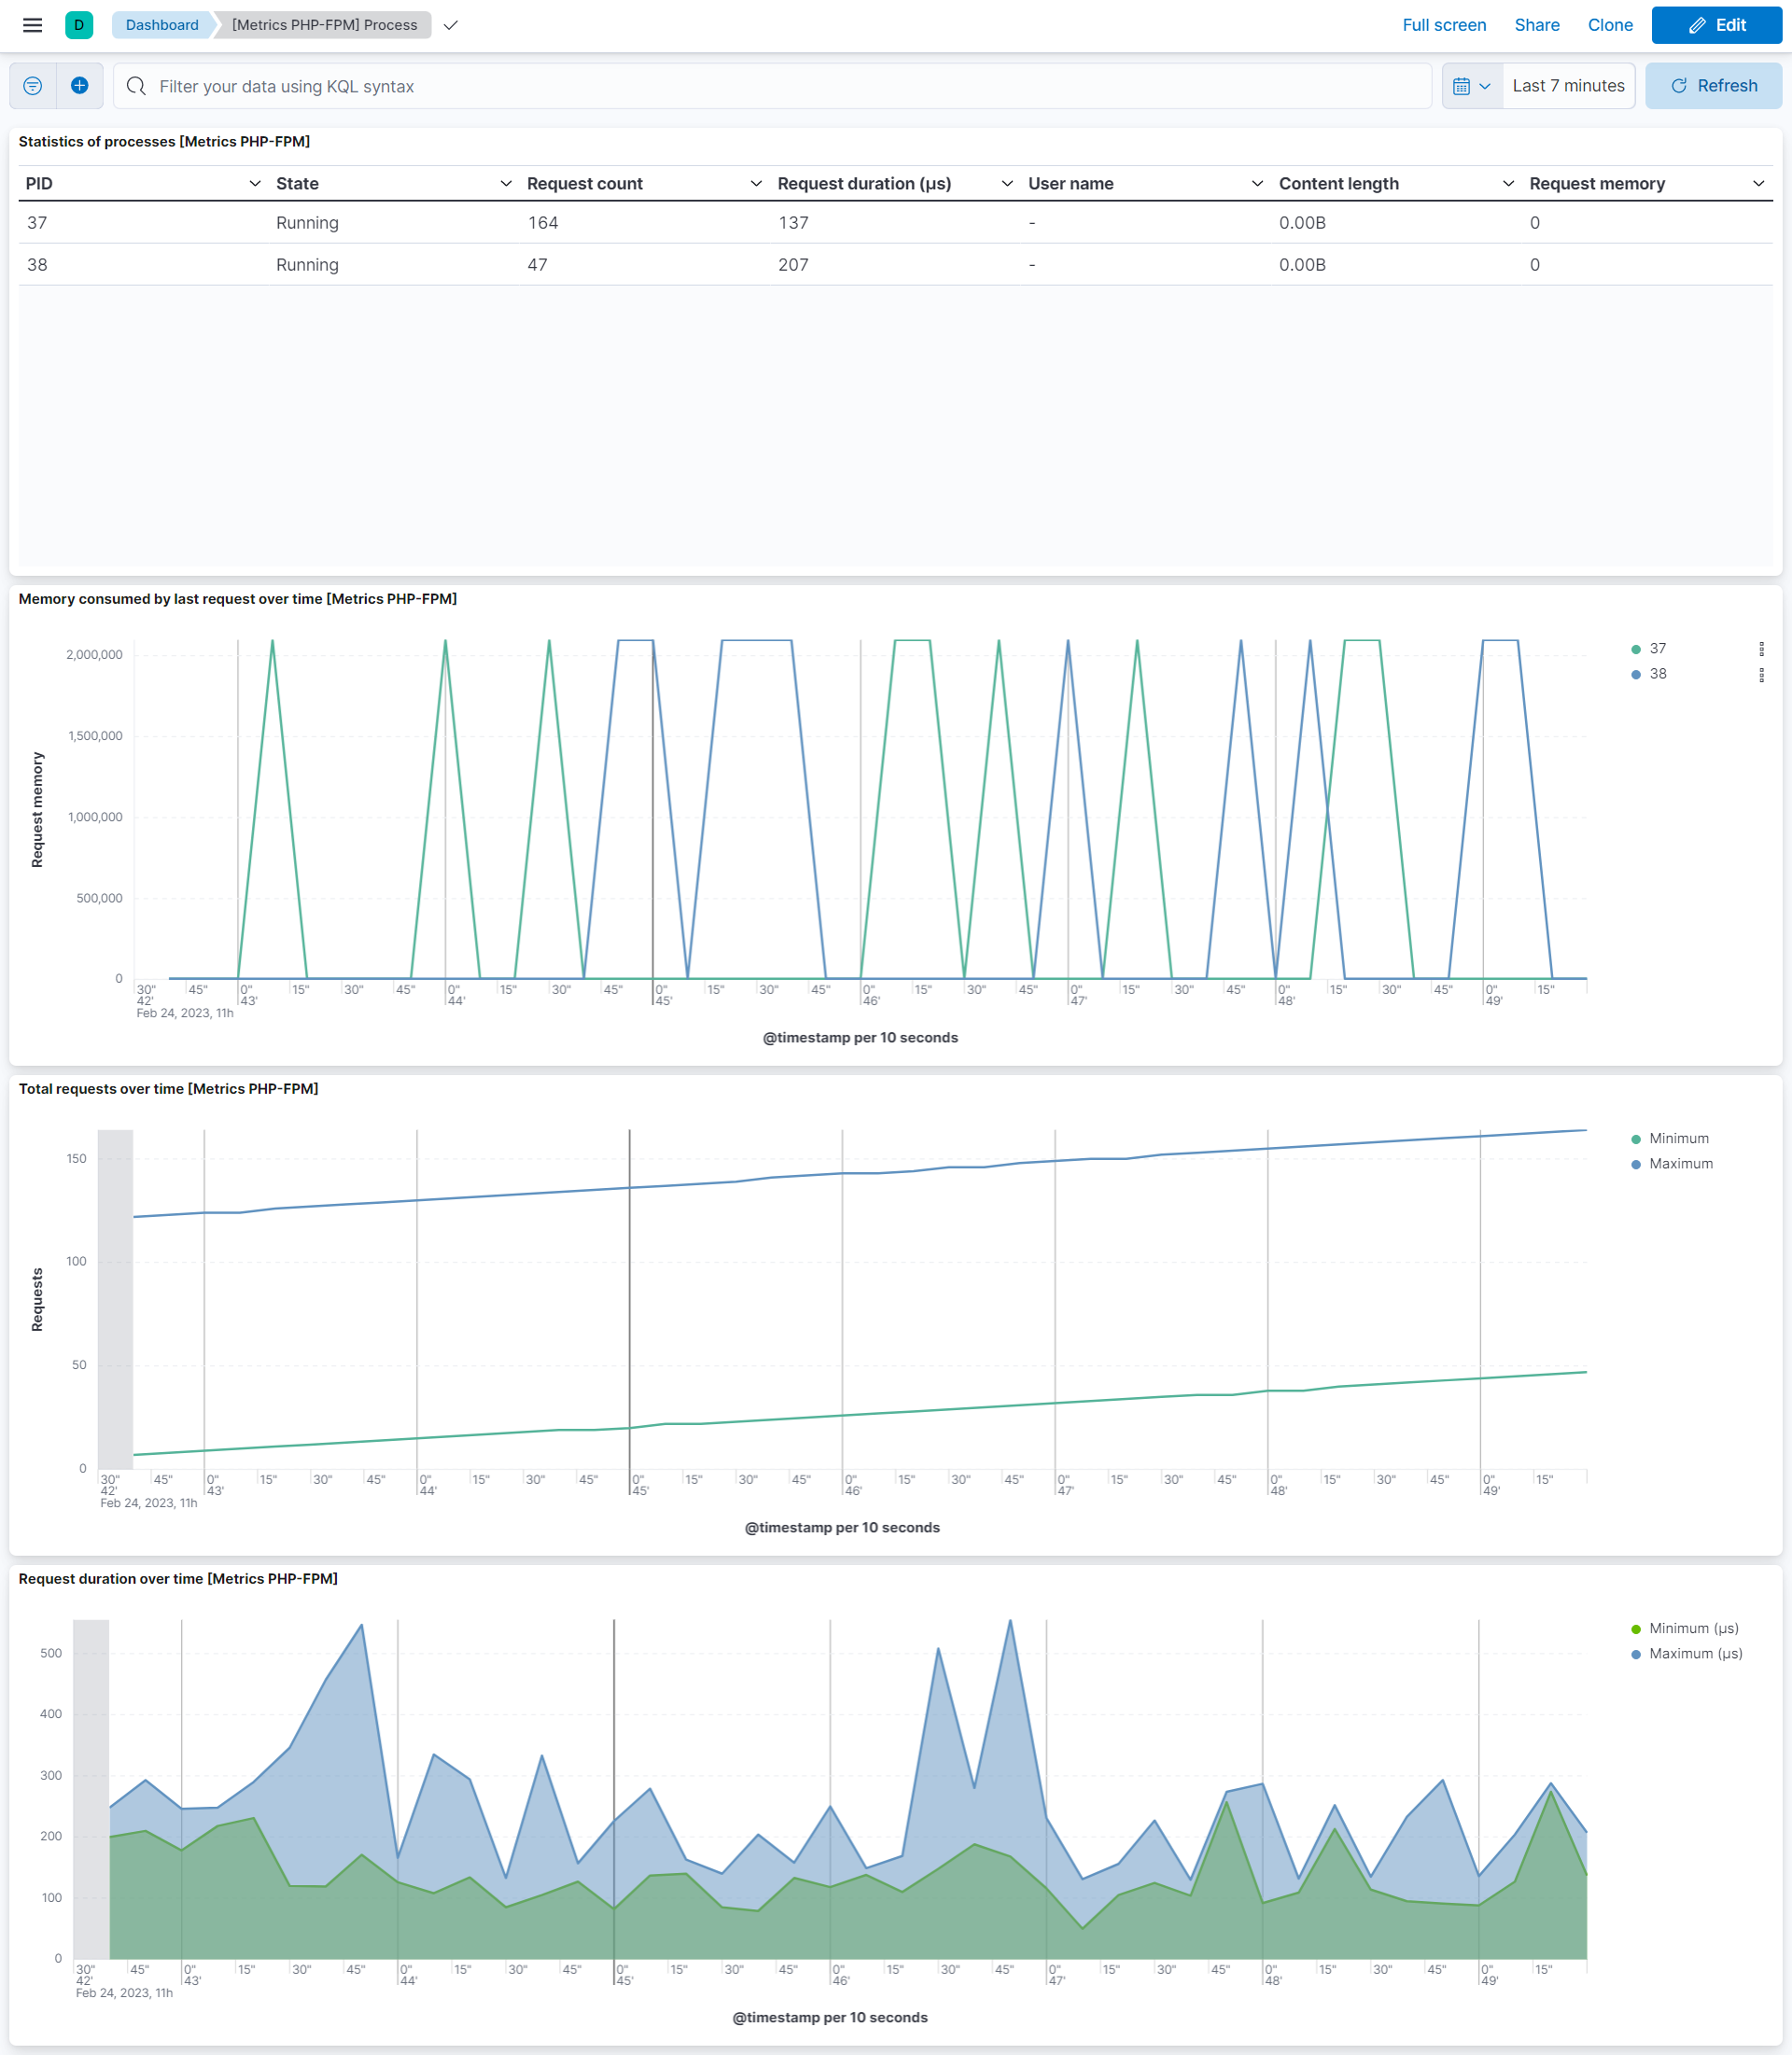 D Dashboard [Metrics PHP-FPM] Process Full screen Share Clone Edit
Filter your data using KQL syntax Last 7 minutes Refresh
Statistics of processes [Metrics PHP-FPM]
PID State Request count Request duration (μs) User name Content length Request memory
37 Running 164 137 - 0.00B 0
38 Running 47 207 - 0.00B 0
Memory consumed by last request over time [Metrics PHP-FPM]
Request memory
2,000,000
1,500,000
1,000,000
500,000
0
37
38
30" 45" 0" 15" 30" 45" 0" 15" 30" 45" 0" 15" 30" 45" 0" 15" 30" 45" 0" 15" 30" 45" 0" 15" 30" 45" 0" 15"
42' 43' 44' 45' 46' 47' 48' 49'
Feb 24, 2023, 11h
@timestamp per 10 seconds
Total requests over time [Metrics PHP-FPM]
Requests
150
100
50
0
Minimum
Maximum
30" 45" 0" 15" 30" 45" 0" 15" 30" 45" 0" 15" 30" 45" 0" 15" 30" 45" 0" 15" 30" 45" 0" 15" 30" 45" 0" 15"
42' 43' 44' 45' 46' 47' 48' 49'
Feb 24, 2023, 11h
@timestamp per 10 seconds
Request duration over time [Metrics PHP-FPM]
500
400
300
200
100
0
Minimum (μs)
Maximum (μs)
30" 45" 0" 15" 30" 45" 0" 15" 30" 45" 0" 15" 30" 45" 0" 15" 30" 45" 0" 15" 30" 45" 0" 15" 30" 45" 0" 15"
42' 43' 44' 45' 46' 47' 48' 49'
Feb 24, 2023, 11h
@timestamp per 10 seconds